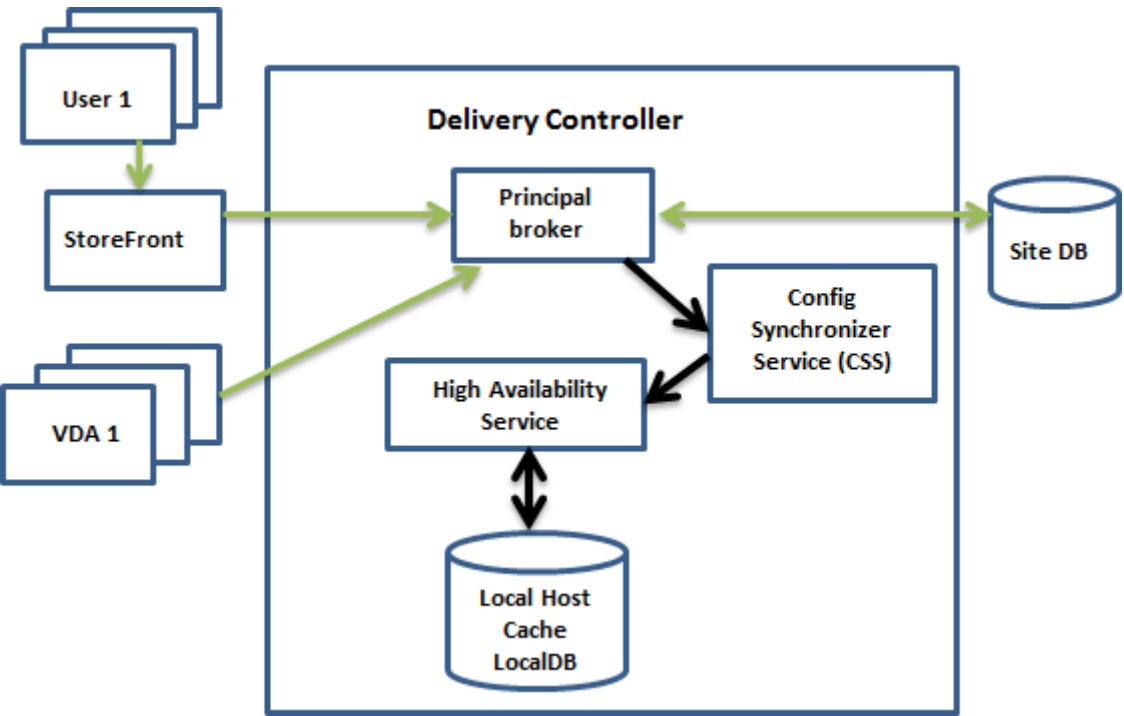 User 1
Delivery Controller
Principal
broker
StoreFront
Site DB
Config
Synchronizer
Service (CSS)
High Availability
Service
VDA 1
Local Host
Cache
LocalDB